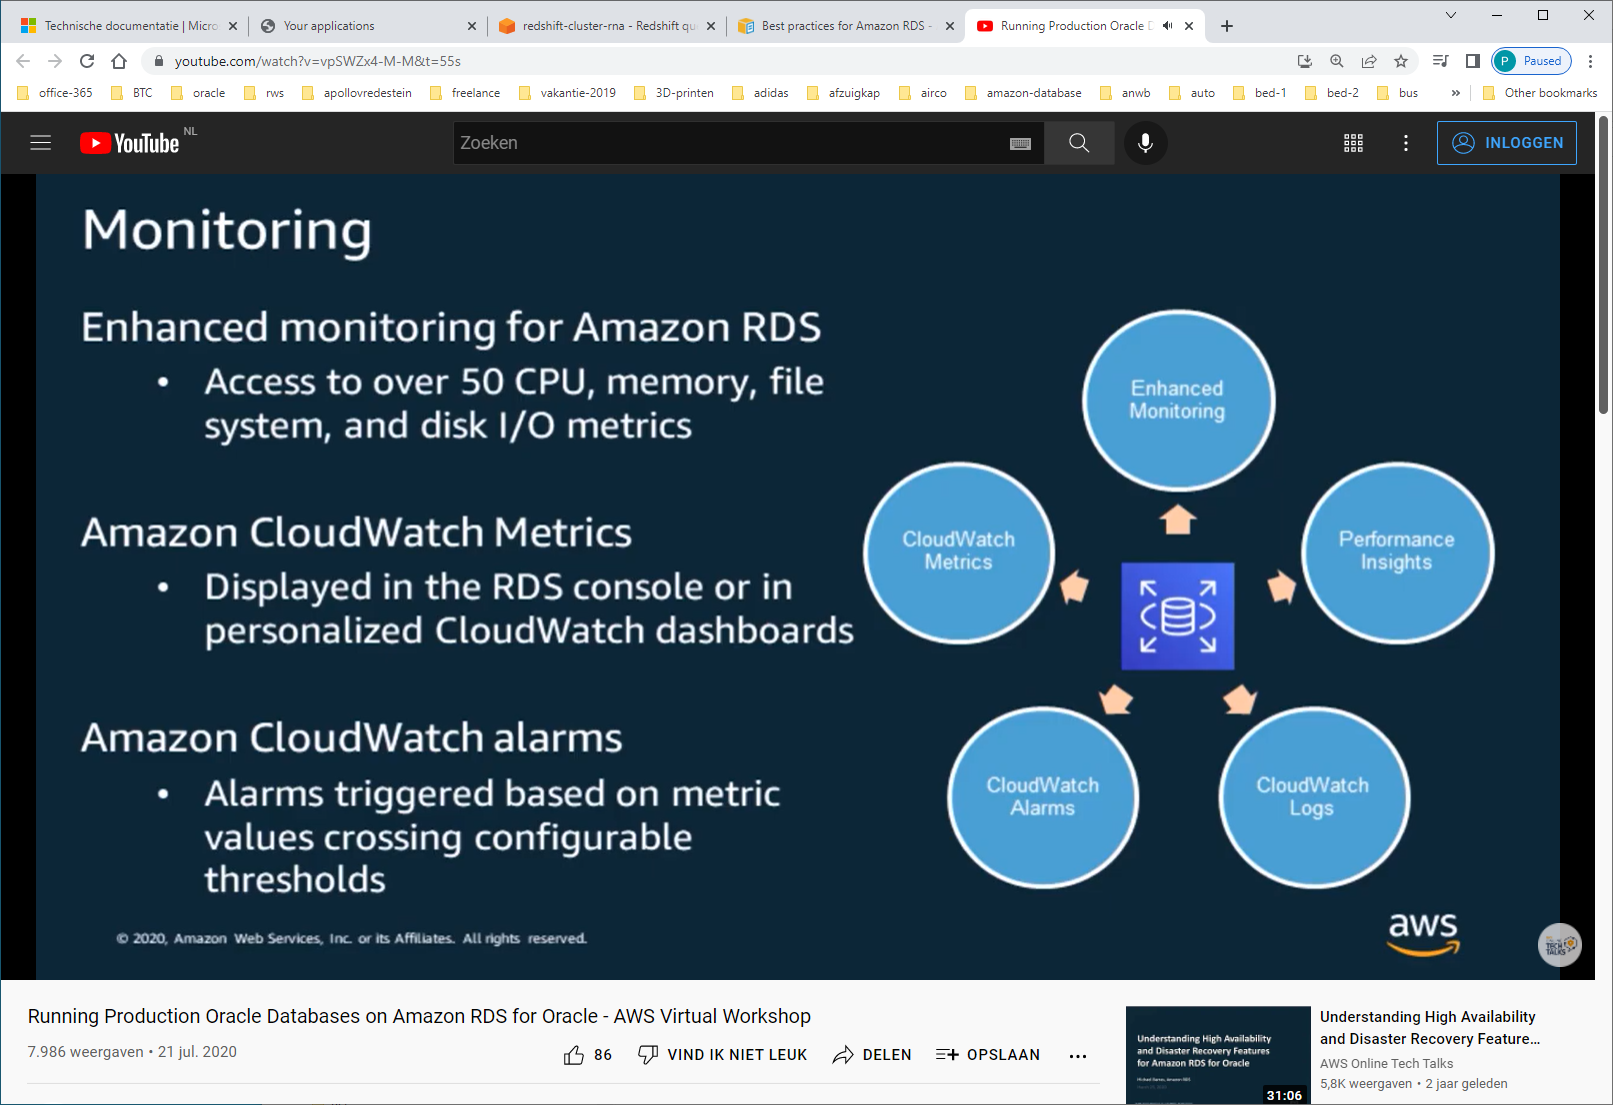 Technische documentatie | Micro
Your applications
redshift-cluster-rna - Redshift qu
Best practices for Amazon RDS -
Running Production Oracle D
youtube.com/watch?v=vpSWZx4-M-M&t=55s
P Paused
office-365 BTC oracle rws apollovredestein freelance vakantie-2019 3D-printen adidas afzuigkap airco amazon-database anwb auto bed-1 bed-2 bus » Other bookmarks
YouTube NL
Zoeken
INLOGGEN
Monitoring
Enhanced monitoring for Amazon RDS
• Access to over 50 CPU, memory, file
system, and disk I/O metrics
Amazon CloudWatch Metrics
• Displayed in the RDS console or in
personalized CloudWatch dashboards
Amazon CloudWatch alarms
• Alarms triggered based on metric
values crossing configurable
thresholds
Enhanced
Monitoring
CloudWatch
Metrics
Performance
Insights
CloudWatch
Alarms
CloudWatch
Logs
© 2020, Amazon Web Services, Inc. or its Affiliates. All rights reserved.
aws
TECH
TALKS
Running Production Oracle Databases on Amazon RDS for Oracle - AWS Virtual Workshop
7.986 weergaven • 21 jul. 2020
86 VIND IK NIET LEUK DELEN OPSLAAN ...
Understanding High Availability
and Disaster Recovery Features
for Amazon RDS for Oracle
31:06
Understanding High Availability
and Disaster Recovery Feature...
AWS Online Tech Talks
5,8K weergaven • 2 jaar geleden